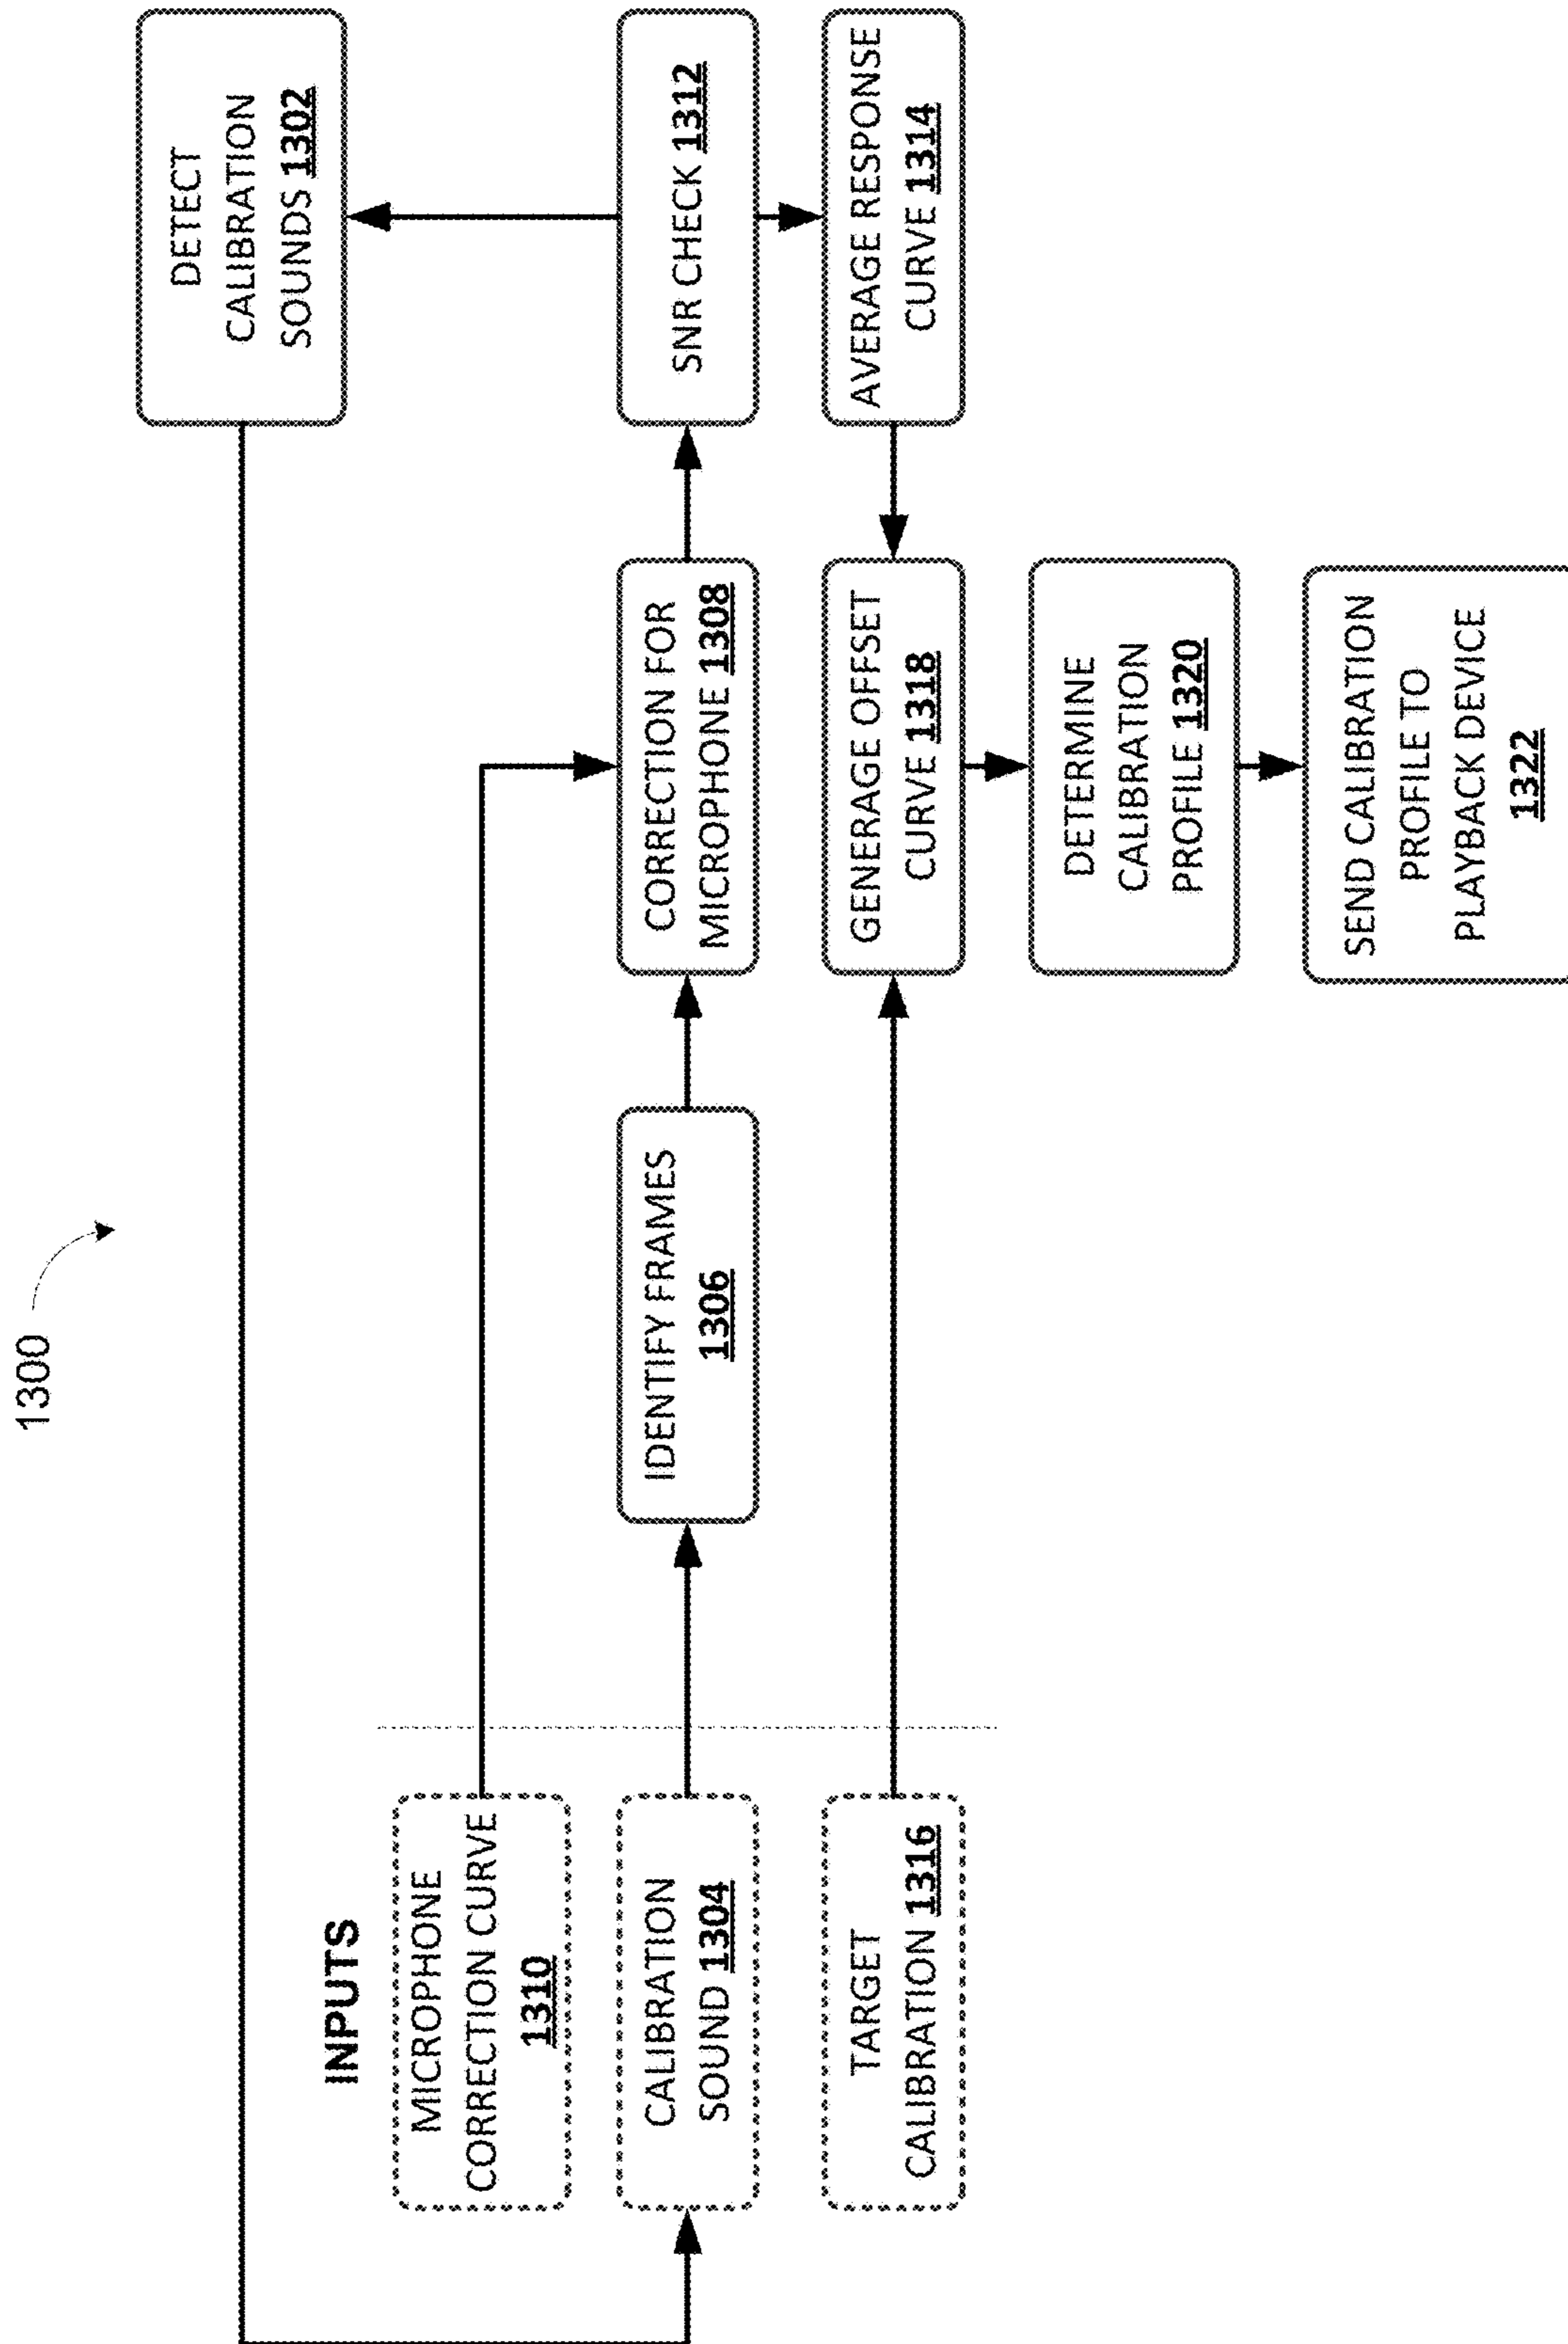 1300
DETECT
CALIBRATION
SOUNDS 1302
INPUTS
MICROPHONE
CORRECTION CURVE
1310
CALIBRATION
SOUND 1304
IDENTIFY FRAMES
1306
CORRECTION FOR
MICROPHONE 1308
SNR CHECK 1312
TARGET
CALIBRATION 1316
GENERAGE OFFSET
CURVE 1318
AVERAGE RESPONSE
CURVE 1314
DETERMINE
CALIBRATION
PROFILE 1320
SEND CALIBRATION
PROFILE TO
PLAYBACK DEVICE
1322